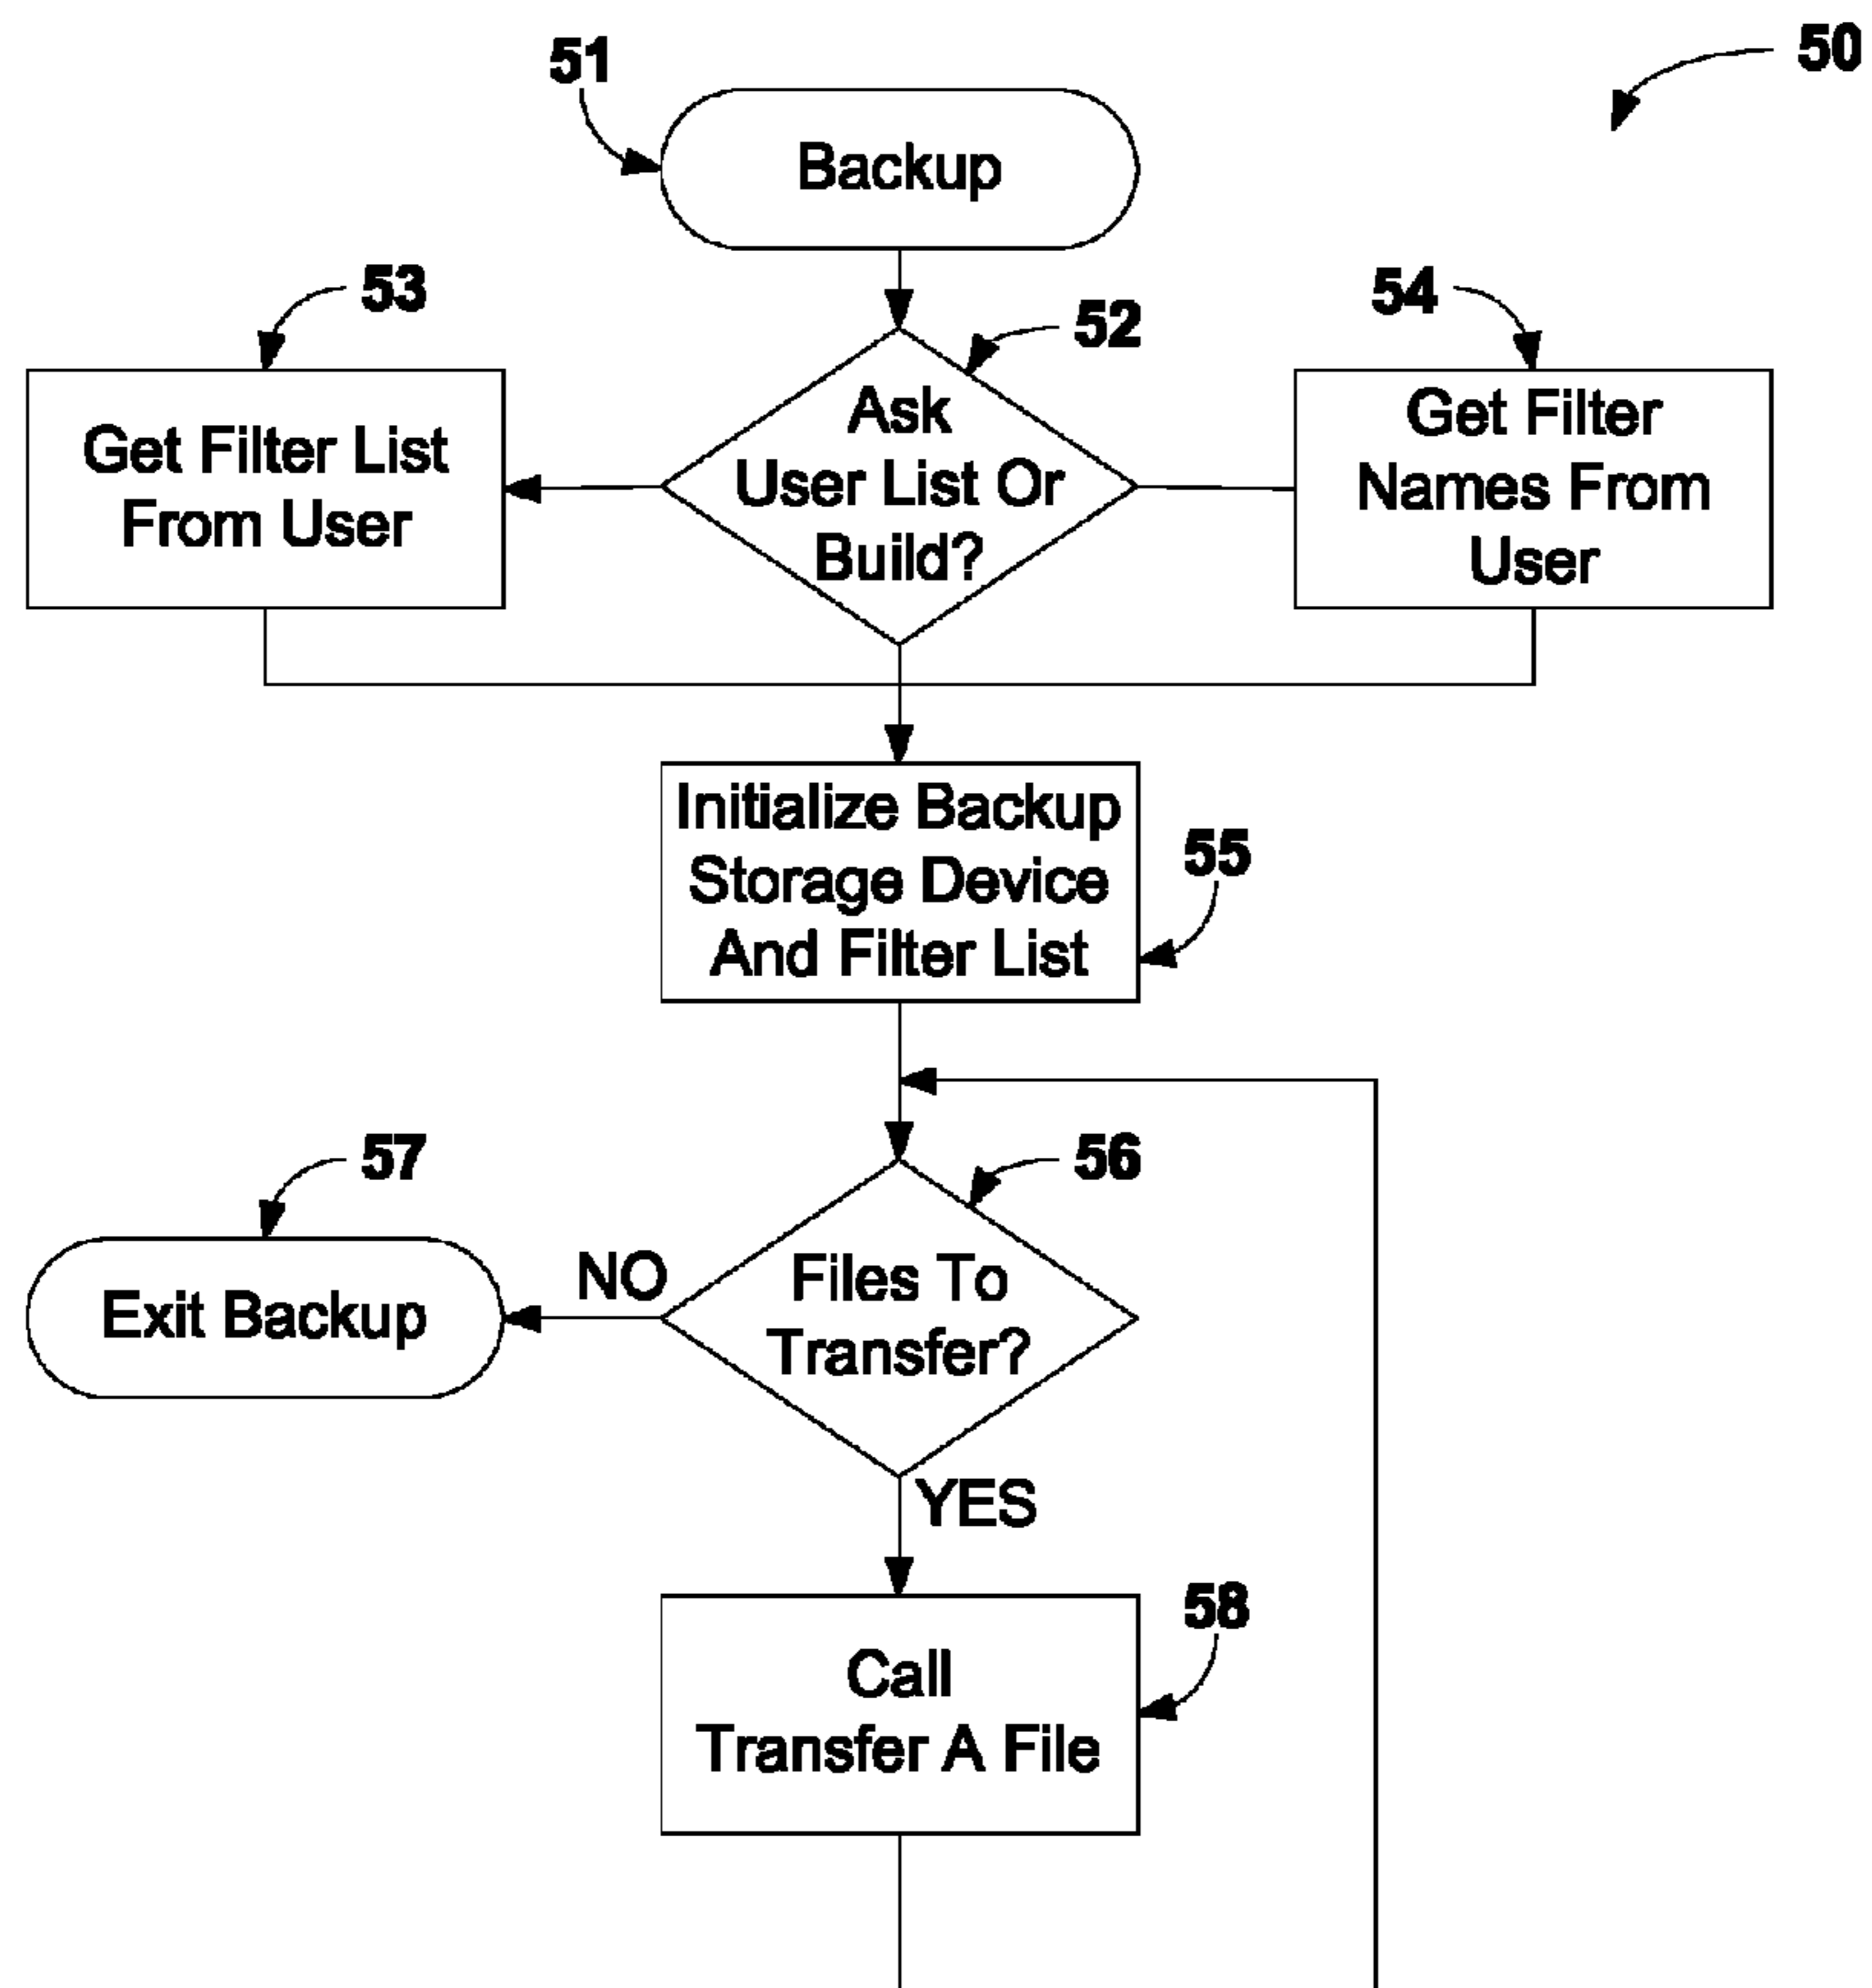 51
50
Backup
53
52
54
Get Filter List
From User
Ask
User List Or
Build?
Get Filter
Names From
User
Initialize Backup
Storage Device
And Filter List
55
57
56
Exit Backup
NO
Files To
Transfer?
YES
58
Call
Transfer A File